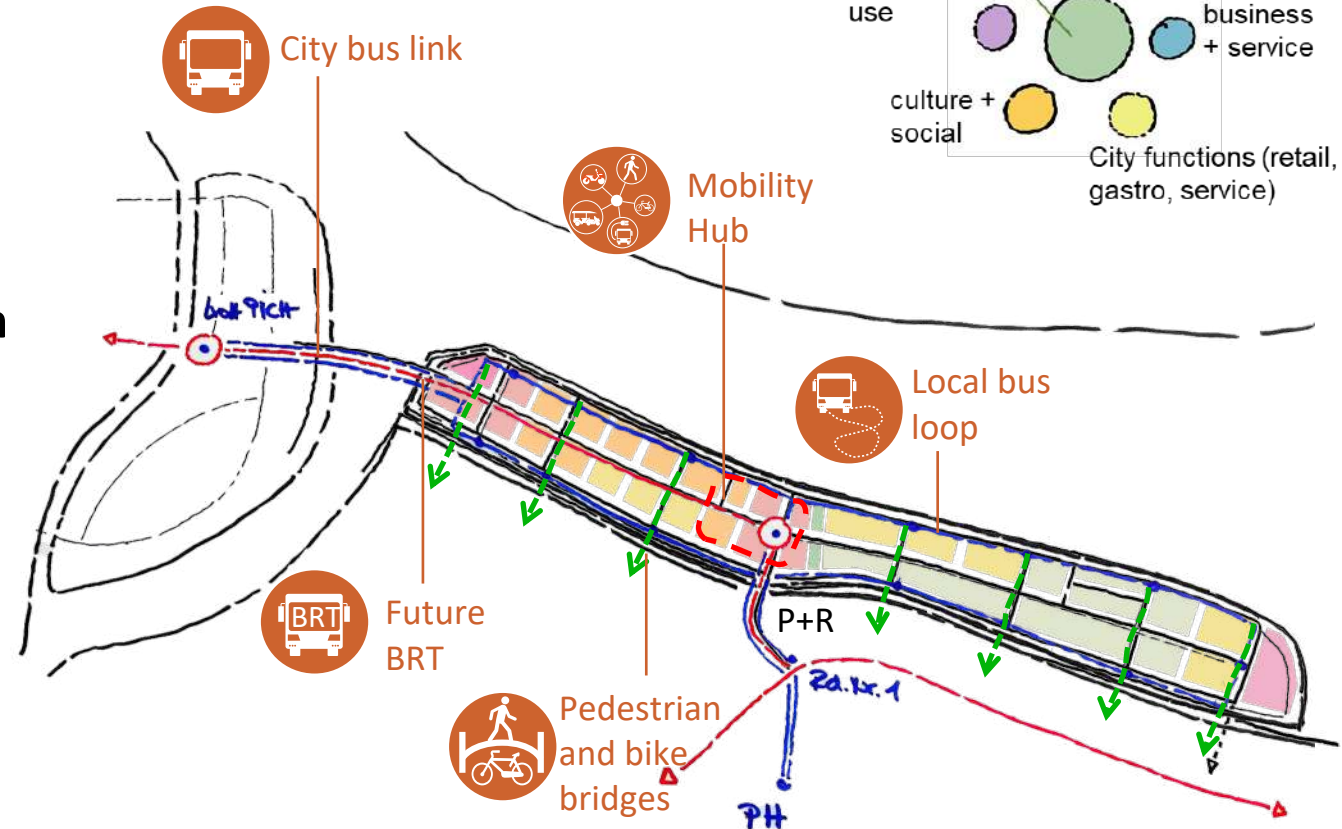 use
business
+ service
culture +
social
City functions (retail,
gastro, service)
City bus link
Mobility
Hub
Local bus
loop
BRT
Future
BRT
P+R
Pedestrian
and bike
bridges
PH